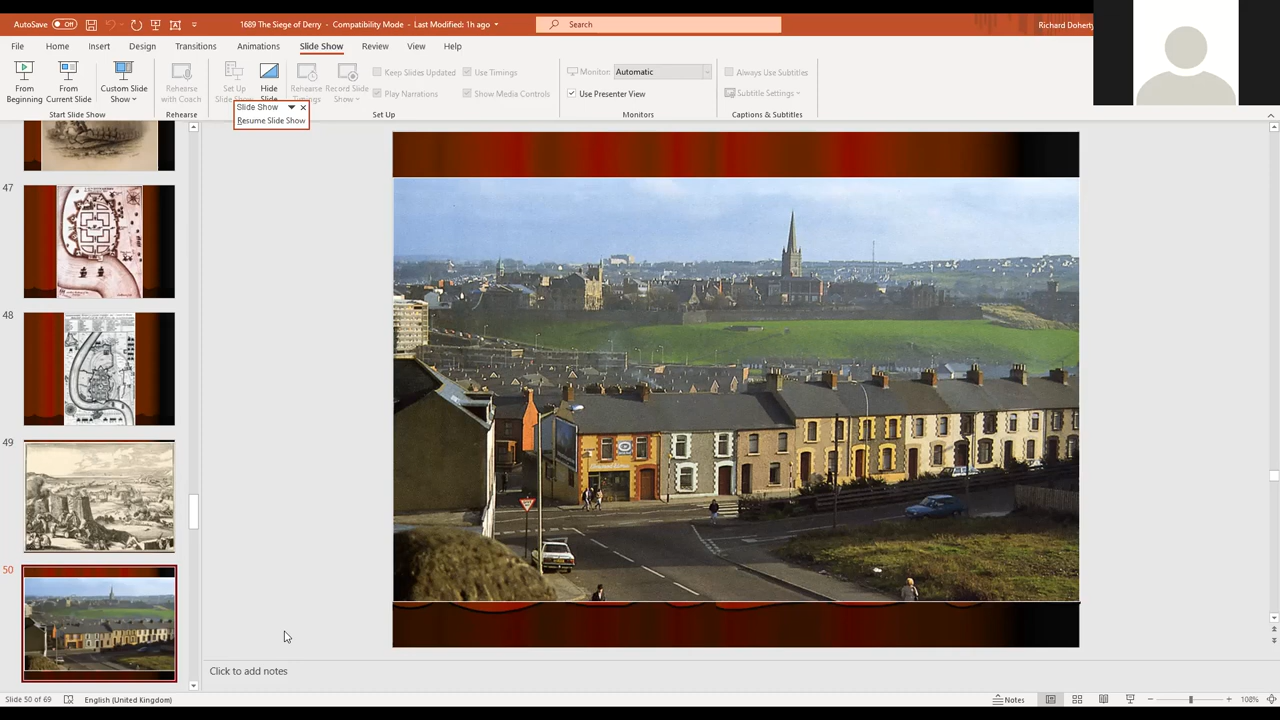 AutoSave Off 1689 The Siege of Derry - Compatibility Mode - Last Modified: 1h ago Search Richard Doherty
File Home Insert Design Transitions Animations Slide Show Review View Help
From Beginning
From Current Slide
Custom Slide Show
Start Slide Show
Rehearse with Coach
Rehearse
Set Up
Hide Slide
Rehearse
Record Slide Show
Keep Slides Updated
Play Narrations
Use Timings
Show Media Controls
Set Up
Slide Show
Resume Slide Show
Monitor: Automatic
Use Presenter View
Monitors
Always Use Subtitles
Subtitle Settings
Captions & Subtitles
47
48
49
50
Click to add notes
Slide 50 of 69 English (United Kingdom) Notes 108%